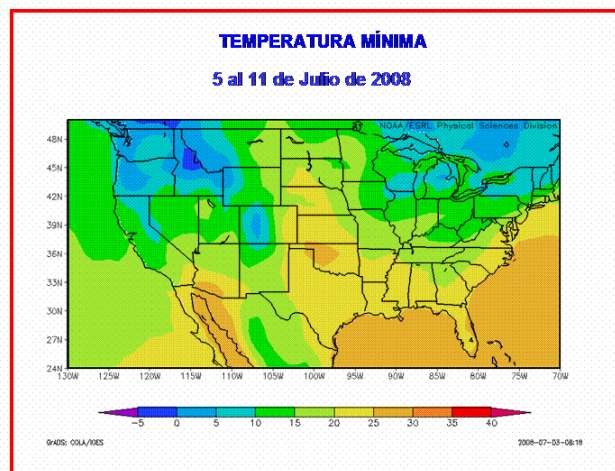 TEMPERATURA MÍNIMA
5 al 11 de Julio de 2008
NOAA/ESRL Physical Sciences Division
48N
45N
42N
39N
36N
33N
30N
27N
24N
130W 125W 120W 115W 110W 105W 100W 95W 90W 85W 80W 75W 70W
-5 0 5 10 15 20 25 30 35 40
GrADS: COLA/IGES 2008-07-03-08:18